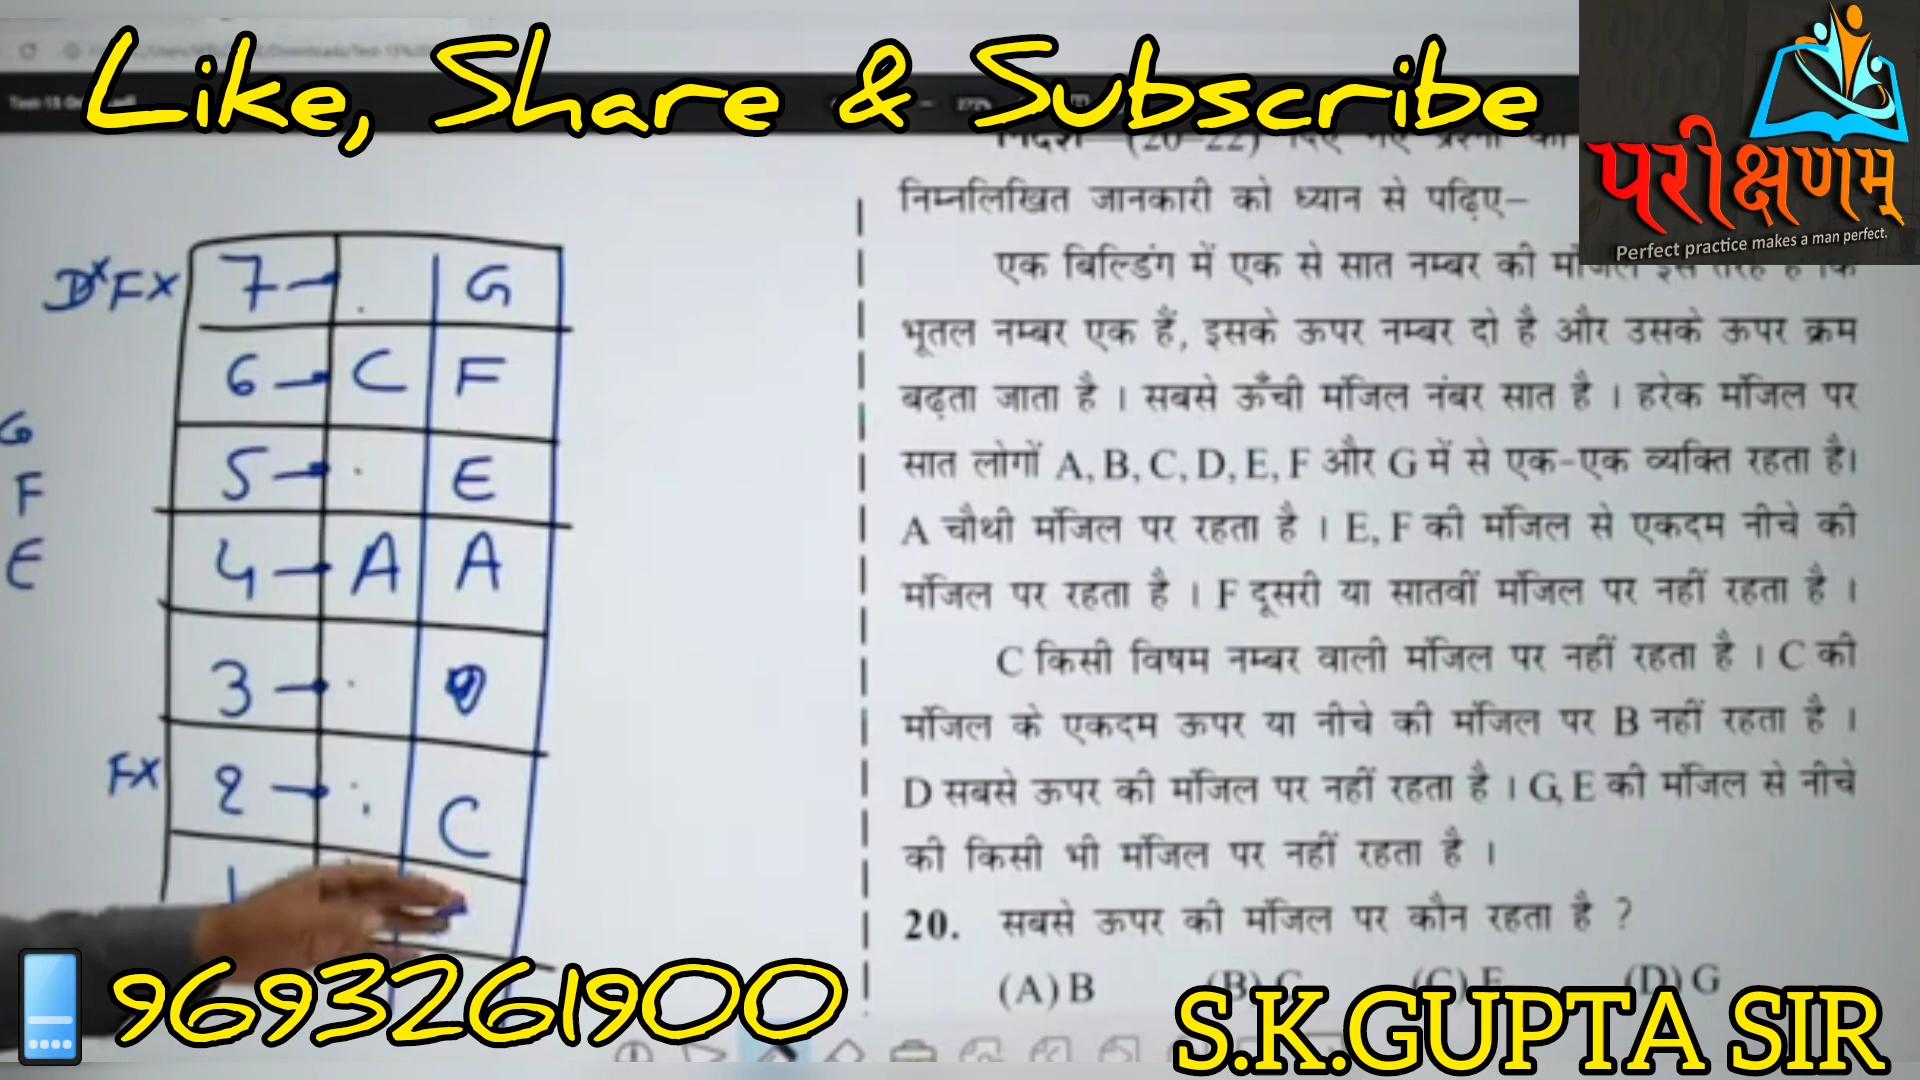 Like, Share & Subscribe
परीक्षणम्
Perfect practice makes a man perfect.
निम्नलिखित जानकारी को ध्यान से पढ़िए–
एक बिल्डिंग में एक से सात नम्बर की मंजिलें इस तरह हैं कि
भूतल नम्बर एक हैं, इसके ऊपर नम्बर दो है और उसके ऊपर क्रम
बढ़ता जाता है । सबसे ऊँची मंजिल नंबर सात है । हरेक मंजिल पर
सात लोगों A, B, C, D, E, F और G में से एक-एक व्यक्ति रहता है।
A चौथी मंजिल पर रहता है । E, F की मंजिल से एकदम नीचे की
मंजिल पर रहता है । F दूसरी या सातवीं मंजिल पर नहीं रहता है ।
C किसी विषम नम्बर वाली मंजिल पर नहीं रहता है । C की
मंजिल के एकदम ऊपर या नीचे की मंजिल पर B नहीं रहता है ।
D सबसे ऊपर की मंजिल पर नहीं रहता है । G, E की मंजिल से नीचे
की किसी भी मंजिल पर नहीं रहता है ।
20. सबसे ऊपर की मंजिल पर कौन रहता है ?
(A) B (B) C (C) F (D) G
D× F× 7 G
6 C F
5 E
4 A A
3
F× 2 C
1
G
F
E
9693261900
S.K.GUPTA SIR